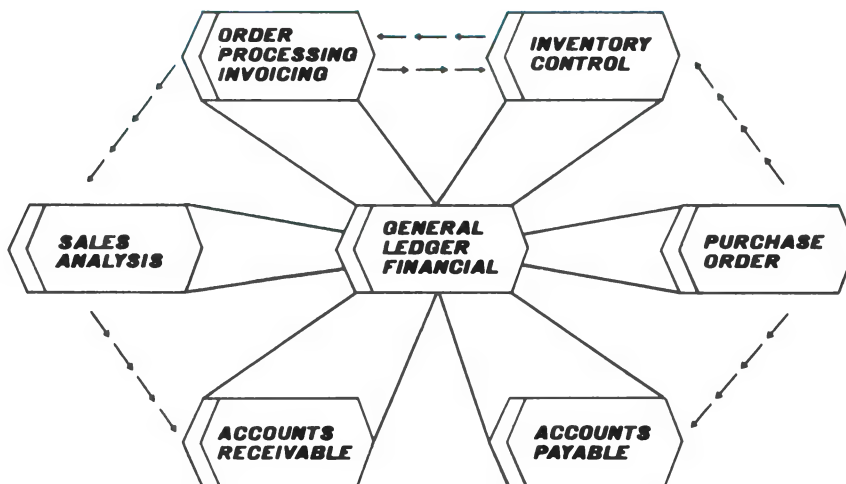 ORDER
PROCESSING
INVOICING
INVENTORY
CONTROL
SALES
ANALYSIS
GENERAL
LEDGER
FINANCIAL
PURCHASE
ORDER
ACCOUNTS
RECEIVABLE
ACCOUNTS
PAYABLE